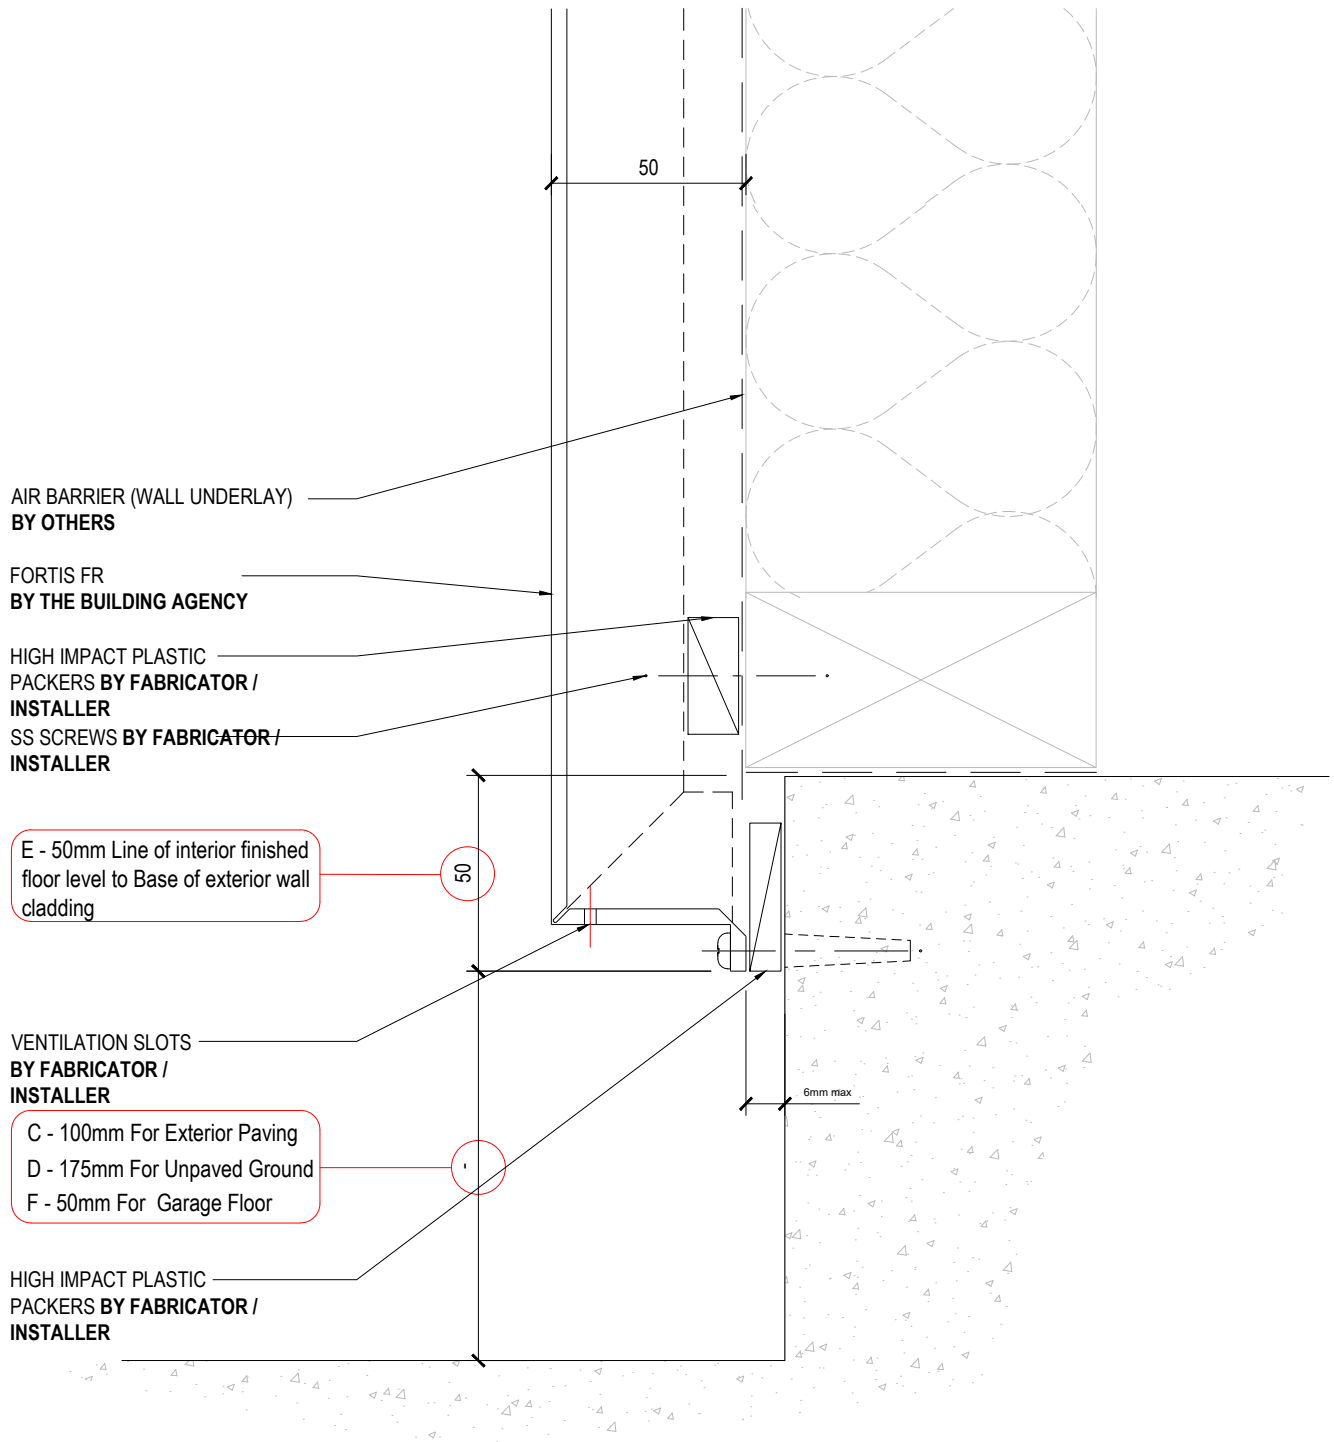 50
AIR BARRIER (WALL UNDERLAY)
BY OTHERS
FORTIS FR
BY THE BUILDING AGENCY
HIGH IMPACT PLASTIC
PACKERS BY FABRICATOR /
INSTALLER
SS SCREWS BY FABRICATOR /
INSTALLER
E - 50mm Line of interior finished
floor level to Base of exterior wall
cladding
50
VENTILATION SLOTS
BY FABRICATOR /
INSTALLER
6mm max
C - 100mm For Exterior Paving
D - 175mm For Unpaved Ground
F - 50mm For Garage Floor
HIGH IMPACT PLASTIC
PACKERS BY FABRICATOR /
INSTALLER